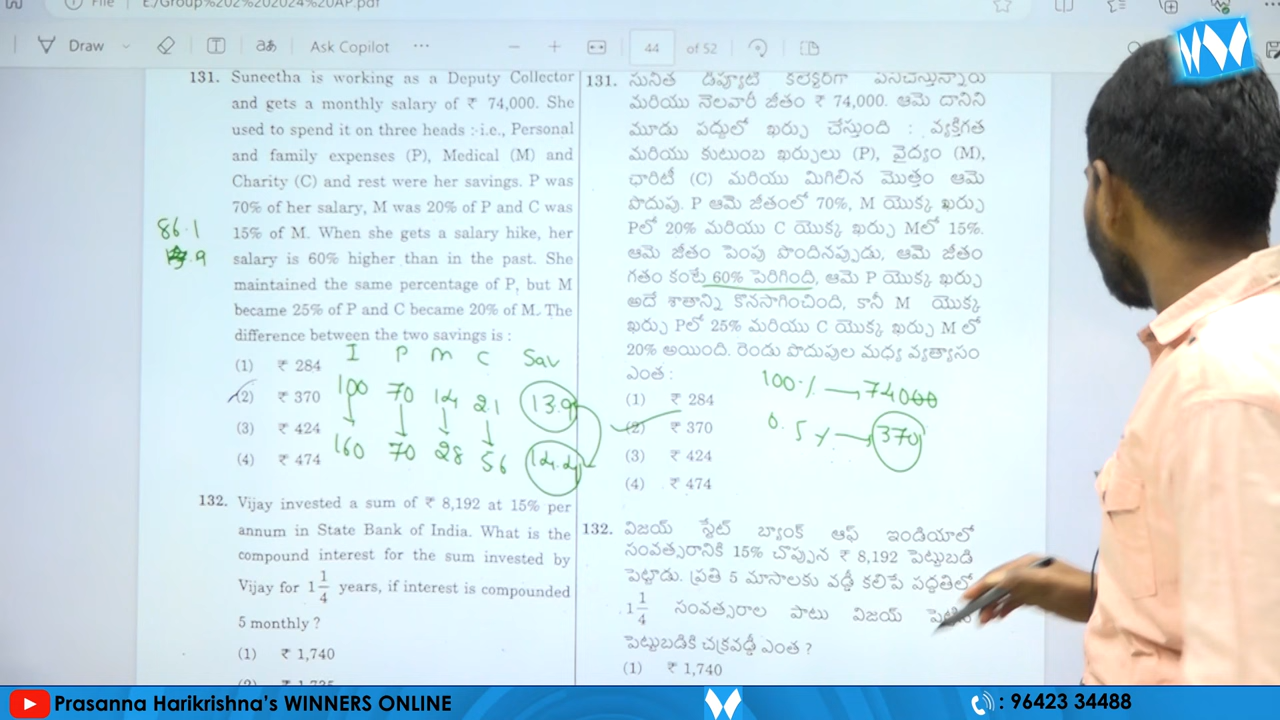 File
E:/Group%202%202024%20AP.pdf
Draw
Ask Copilot
44
of 52
131. Suneetha is working as a Deputy Collector
and gets a monthly salary of ₹ 74,000. She
used to spend it on three heads :-i.e., Personal
and family expenses (P), Medical (M) and
Charity (C) and rest were her savings. P was
70% of her salary, M was 20% of P and C was
15% of M. When she gets a salary hike, her
salary is 60% higher than in the past. She
maintained the same percentage of P, but M
became 25% of P and C became 20% of M. The
difference between the two savings is :
(1) ₹ 284
(2) ₹ 370
(3) ₹ 424
(4) ₹ 474
86.1
I P M C Sav
100 70 14 2.1 13.9
160 70 28 56 14.4
132. Vijay invested a sum of ₹ 8,192 at 15% per
annum in State Bank of India. What is the
compound interest for the sum invested by
Vijay for 1 1/4 years, if interest is compounded
5 monthly ?
(1) ₹ 1,740
131. సునీత డిప్యూటీ కలెక్టర్‌గా పనిచేస్తున్నారు
మరియు నెలవారీ జీతం ₹ 74,000. ఆమె దానిని
మూడు పద్దులో ఖర్చు చేస్తుంది : వ్యక్తిగత
మరియు కుటుంబ ఖర్చులు (P), వైద్యం (M),
ఛారిటీ (C) మరియు మిగిలిన మొత్తం ఆమె
పొదుపు. P ఆమె జీతంలో 70%, M యొక్క ఖర్చు
Pలో 20% మరియు C యొక్క ఖర్చు Mలో 15%.
ఆమె జీతం పెంపు పొందినప్పుడు, ఆమె జీతం
గతం కంటే 60% పెరిగింది, ఆమె P యొక్క ఖర్చు
అదే శాతాన్ని కొనసాగించింది, కానీ M యొక్క
ఖర్చు Pలో 25% మరియు C యొక్క ఖర్చు M లో
20% అయింది. రెండు పొదుపుల మధ్య వ్యత్యాసం
ఎంత :
(1) ₹ 284
(2) ₹ 370
(3) ₹ 424
(4) ₹ 474
100% 74000
0.5% 370
132. విజయ్ స్టేట్ బ్యాంక్ ఆఫ్ ఇండియాలో
సంవత్సరానికి 15% చొప్పున ₹ 8,192 పెట్టుబడి
పెట్టాడు. ప్రతి 5 మాసాలకు వడ్డీ కలిపే పద్ధతిలో
1 1/4 సంవత్సరాల పాటు విజయ్
పెట్టుబడికి చక్రవడ్డీ ఎంత ?
(1) ₹ 1,740
Prasanna Harikrishna's WINNERS ONLINE
: 96423 34488